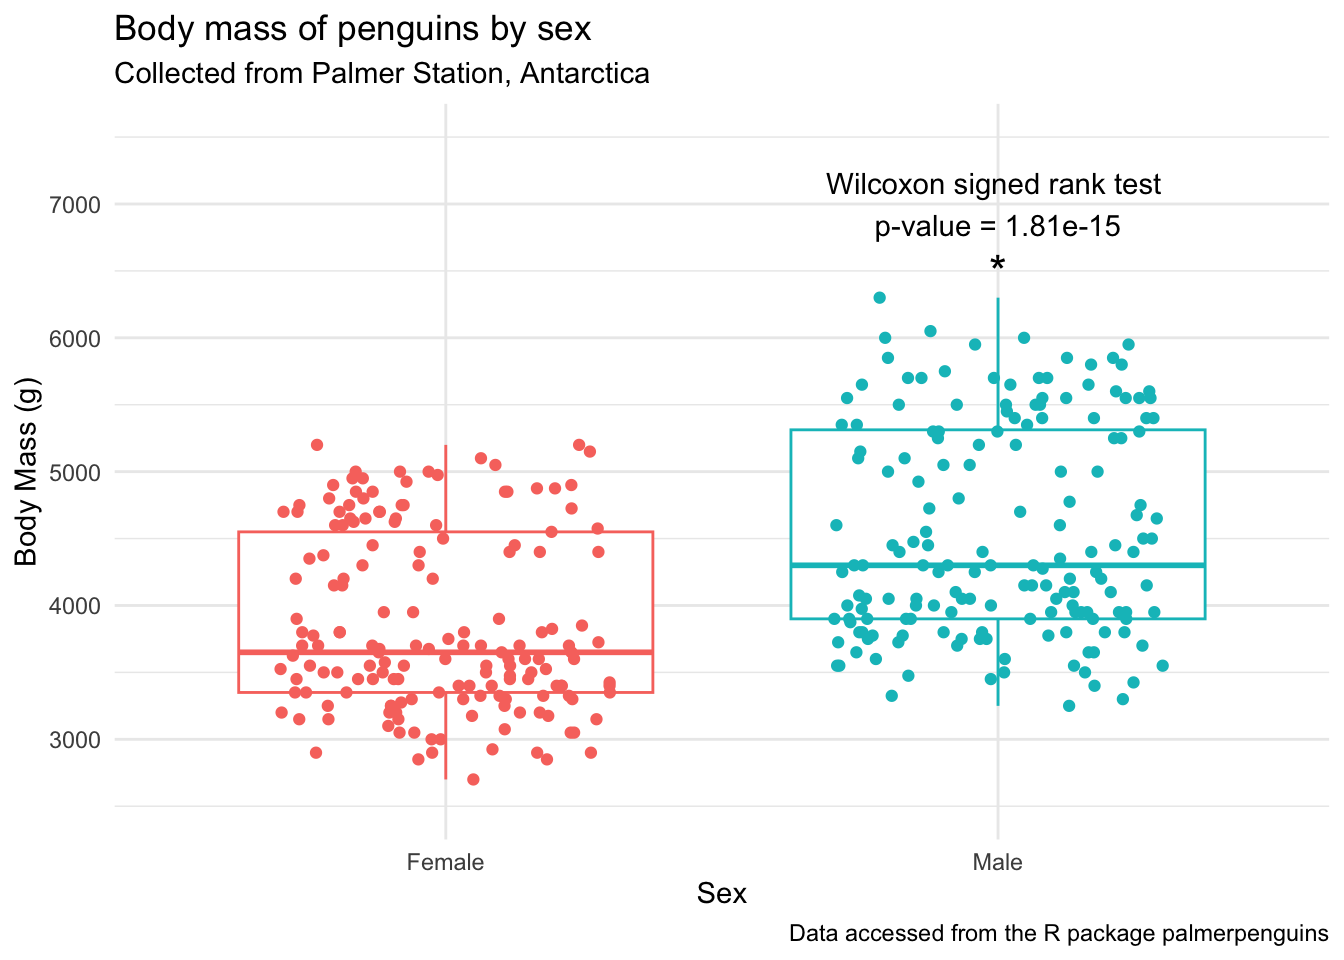 Body mass of penguins by sex
Collected from Palmer Station, Antarctica
Wilcoxon signed rank test
p-value = 1.81e-15
*
7000
6000
5000
4000
3000
Body Mass (g)
Female
Male
Sex
Data accessed from the R package palmerpenguins